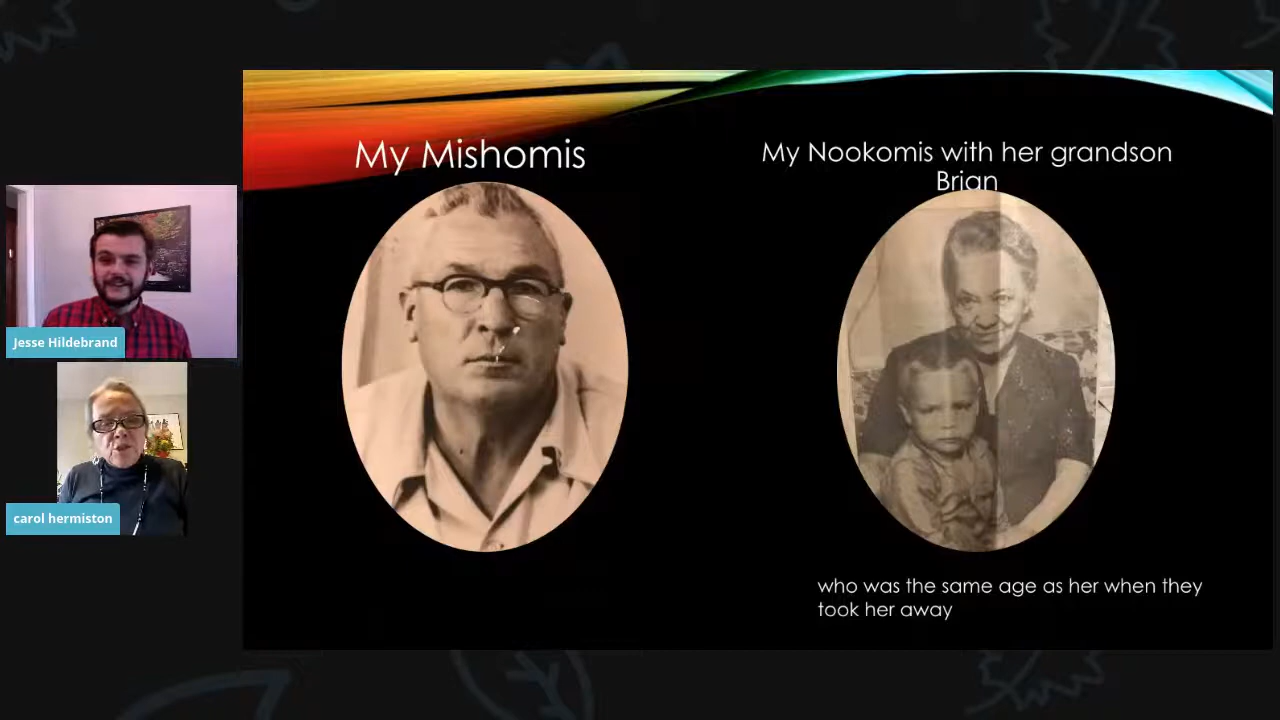 My Mishomis
My Nookomis with her grandson
Brian
Jesse Hildebrand
carol hermiston
who was the same age as her when they
took her away